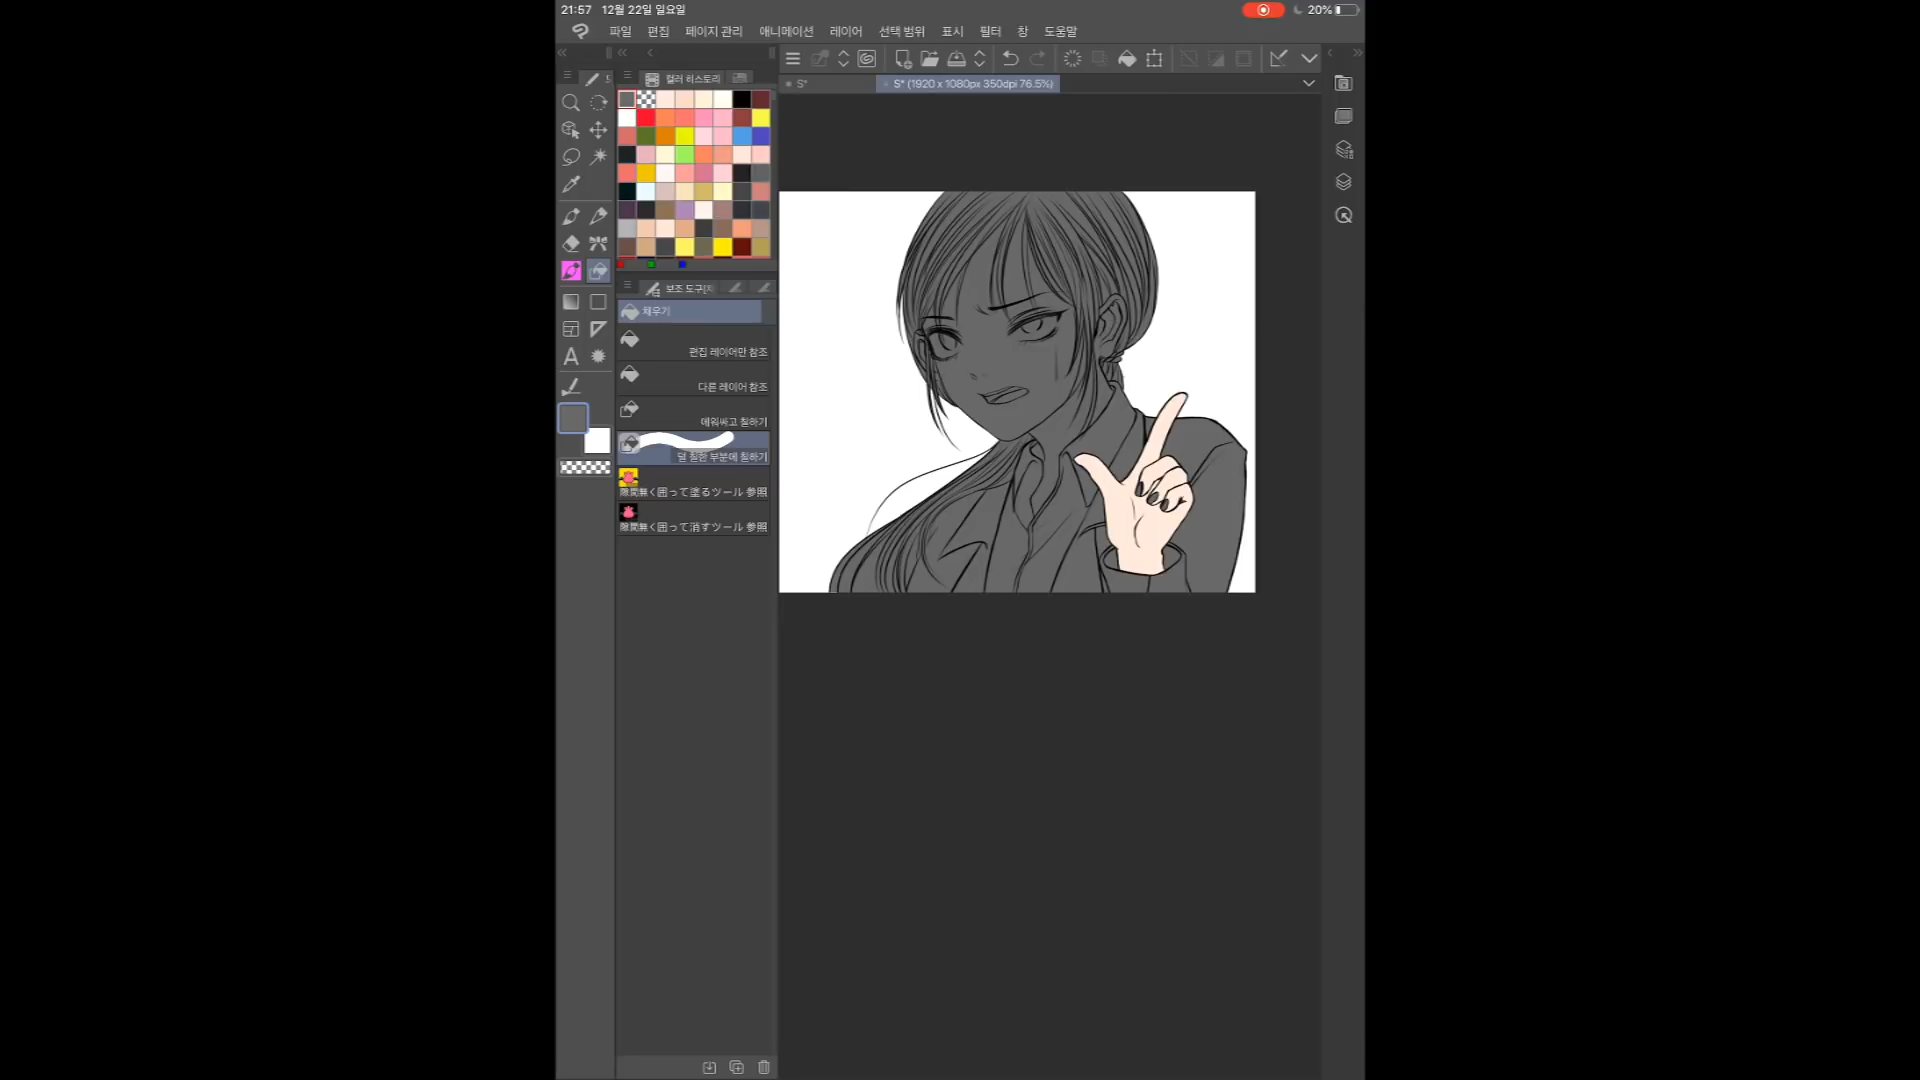 21:57 12월 22일 일요일
20%
파일 편집 페이지 관리 애니메이션 레이어 선택 범위 표시 필터 창 도움말
컬러 히스토리
S*
S* (1920 x 1080px 350dpi 76.5%)
보조 도구[채
채우기
편집 레이어만 참조
다른 레이어 참조
에워싸고 칠하기
덜 칠한 부분에 칠하기
隙間無く囲って塗るツール 参照
隙間無く囲って消すツール 参照
A